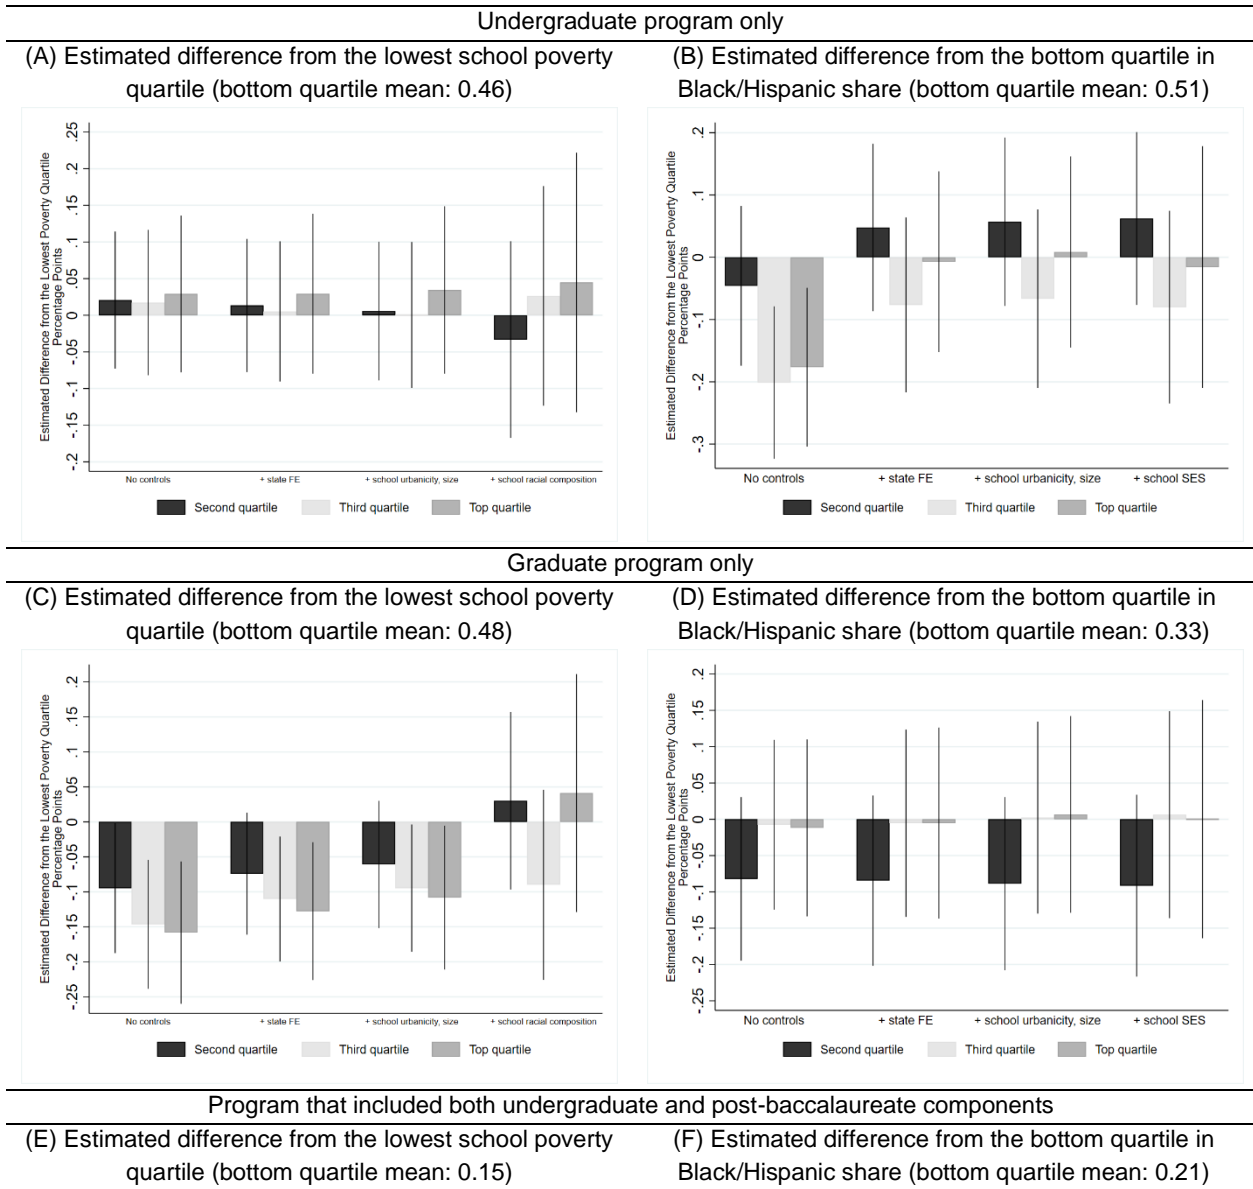 Undergraduate program only
(A) Estimated difference from the lowest school poverty
quartile (bottom quartile mean: 0.46)
(B) Estimated difference from the bottom quartile in
Black/Hispanic share (bottom quartile mean: 0.51)
Estimated Difference from the Lowest Poverty Quartile
Percentage Points
.25
.2
.15
.1
.05
0
-.05
-.1
-.15
-.2
No controls
+ state FE
+ school urbanicity, size
+ school racial composition
Second quartile
Third quartile
Top quartile
Estimated Difference from the Lowest Poverty Quartile
Percentage Points
.2
.1
0
-.1
-.2
-.3
No controls
+ state FE
+ school urbanicity, size
+ school SES
Second quartile
Third quartile
Top quartile
Graduate program only
(C) Estimated difference from the lowest school poverty
quartile (bottom quartile mean: 0.48)
(D) Estimated difference from the bottom quartile in
Black/Hispanic share (bottom quartile mean: 0.33)
Estimated Difference from the Lowest Poverty Quartile
Percentage Points
.2
.15
.1
.05
0
-.05
-.1
-.15
-.2
-.25
No controls
+ state FE
+ school urbanicity, size
+ school racial composition
Second quartile
Third quartile
Top quartile
Estimated Difference from the Lowest Poverty Quartile
Percentage Points
.2
.15
.1
.05
0
-.05
-.1
-.15
-.2
-.25
No controls
+ state FE
+ school urbanicity, size
+ school SES
Second quartile
Third quartile
Top quartile
Program that included both undergraduate and post-baccalaureate components
(E) Estimated difference from the lowest school poverty
quartile (bottom quartile mean: 0.15)
(F) Estimated difference from the bottom quartile in
Black/Hispanic share (bottom quartile mean: 0.21)